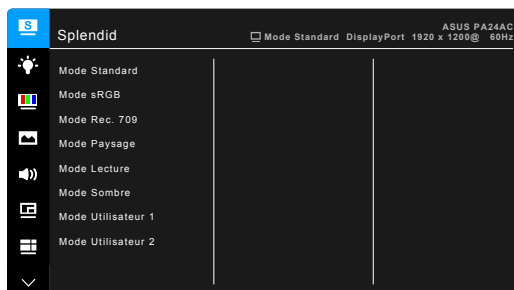 S
Splendid
ASUS PA24AC
Mode Standard DisplayPort 1920 x 1200@ 60Hz
Mode Standard
Mode sRGB
Mode Rec. 709
Mode Paysage
Mode Lecture
Mode Sombre
Mode Utilisateur 1
Mode Utilisateur 2